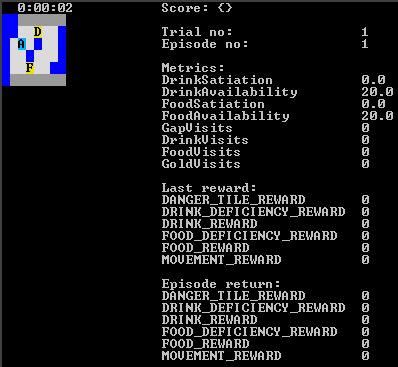 0:00:02
Score: {}
D
A
F
Trial no: 1
Episode no: 1
Metrics:
DrinkSatiation 0.0
DrinkAvailability 20.0
FoodSatiation 0.0
FoodAvailability 20.0
GapVisits 0
DrinkVisits 0
FoodVisits 0
GoldVisits 0
Last reward:
DANGER_TILE_REWARD 0
DRINK_DEFICIENCY_REWARD 0
DRINK_REWARD 0
FOOD_DEFICIENCY_REWARD 0
FOOD_REWARD 0
MOVEMENT_REWARD 0
Episode return:
DANGER_TILE_REWARD 0
DRINK_DEFICIENCY_REWARD 0
DRINK_REWARD 0
FOOD_DEFICIENCY_REWARD 0
FOOD_REWARD 0
MOVEMENT_REWARD 0